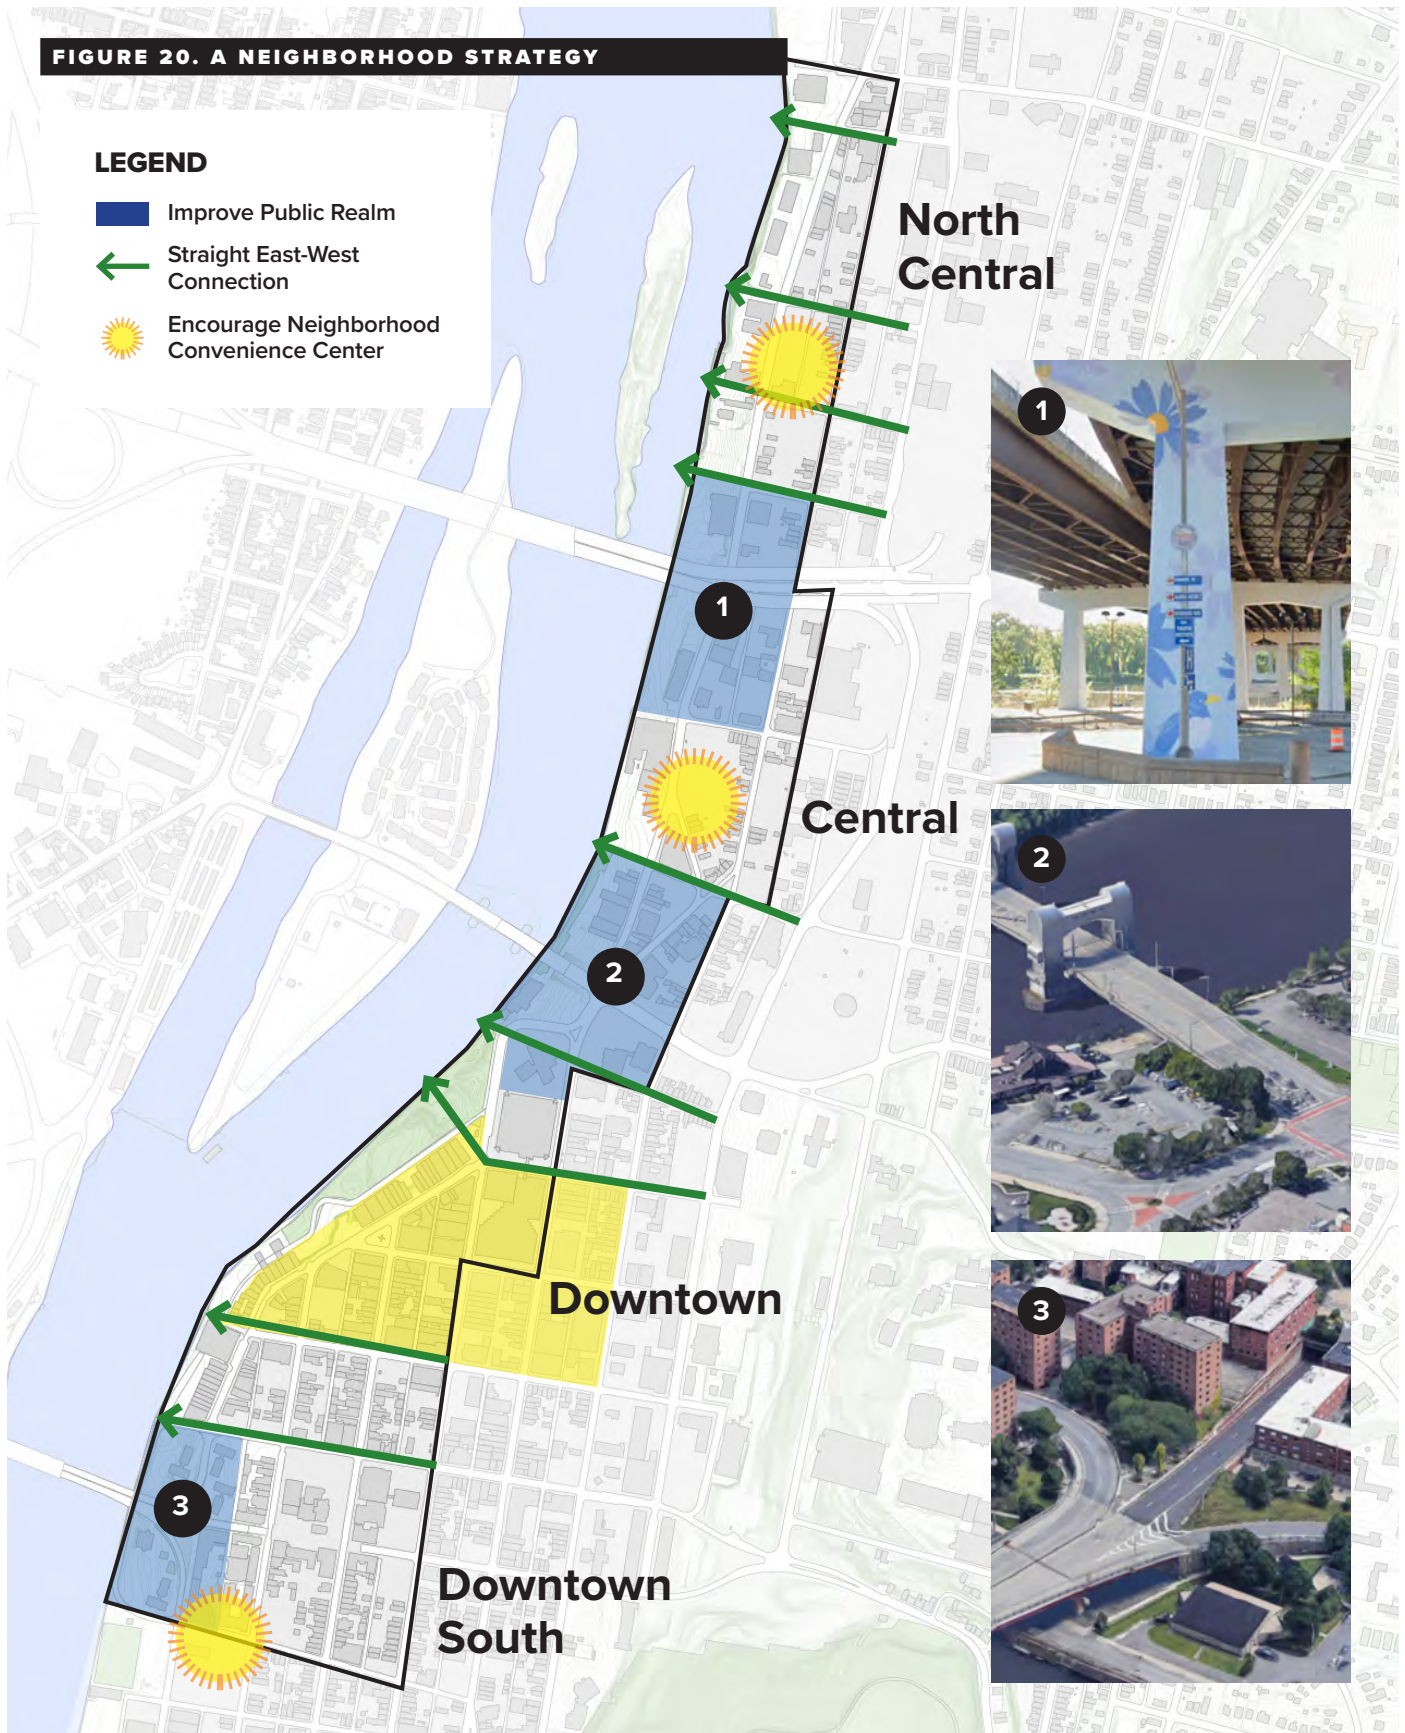 FIGURE 20. A NEIGHBORHOOD STRATEGY
LEGEND
Improve Public Realm
Straight East-West
Connection
Encourage Neighborhood
Convenience Center
North
Central
1
1
Central
2
2
Downtown
3
3
Downtown
South